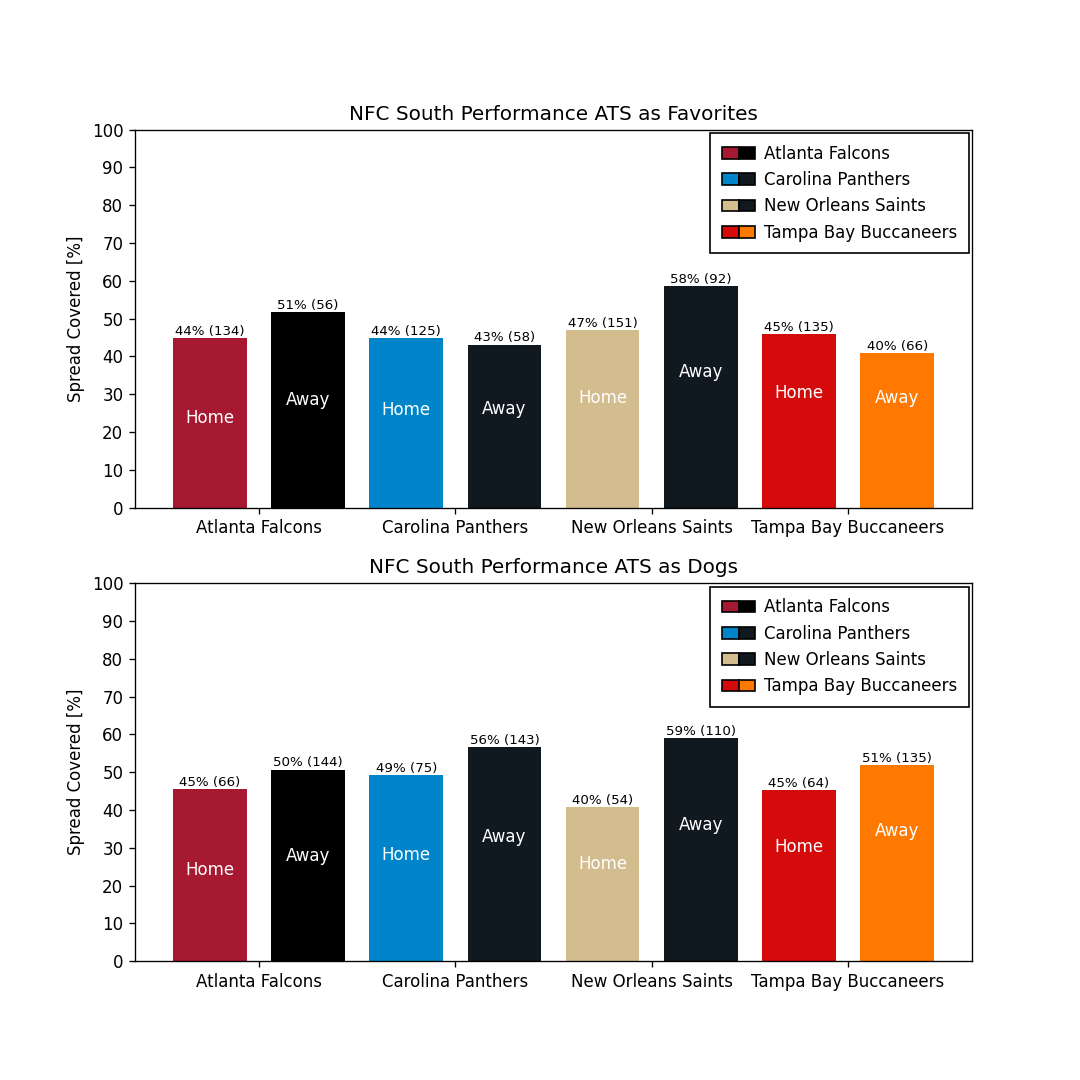 NFC South Performance ATS as Favorites
Spread Covered [%]
100
90
80
70
60
50
40
30
20
10
0
Atlanta Falcons
Carolina Panthers
New Orleans Saints
Tampa Bay Buccaneers
44% (134)
51% (56)
44% (125)
43% (58)
47% (151)
58% (92)
45% (135)
40% (66)
Home
Away
Home
Away
Home
Away
Home
Away
Atlanta Falcons
Carolina Panthers
New Orleans Saints
Tampa Bay Buccaneers
NFC South Performance ATS as Dogs
Spread Covered [%]
100
90
80
70
60
50
40
30
20
10
0
Atlanta Falcons
Carolina Panthers
New Orleans Saints
Tampa Bay Buccaneers
45% (66)
50% (144)
49% (75)
56% (143)
40% (54)
59% (110)
45% (64)
51% (135)
Home
Away
Home
Away
Home
Away
Home
Away
Atlanta Falcons
Carolina Panthers
New Orleans Saints
Tampa Bay Buccaneers